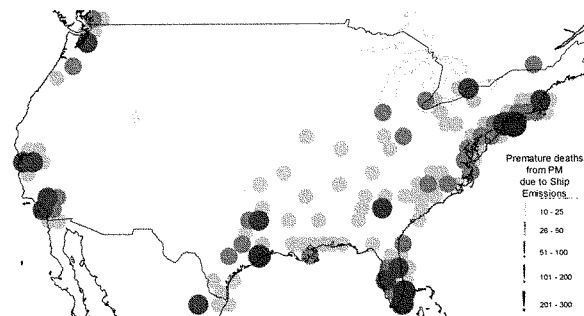 Premature deaths
from PM
due to Ship
Emissions
10 - 25
26 - 50
51 - 100
101 - 200
201 - 300